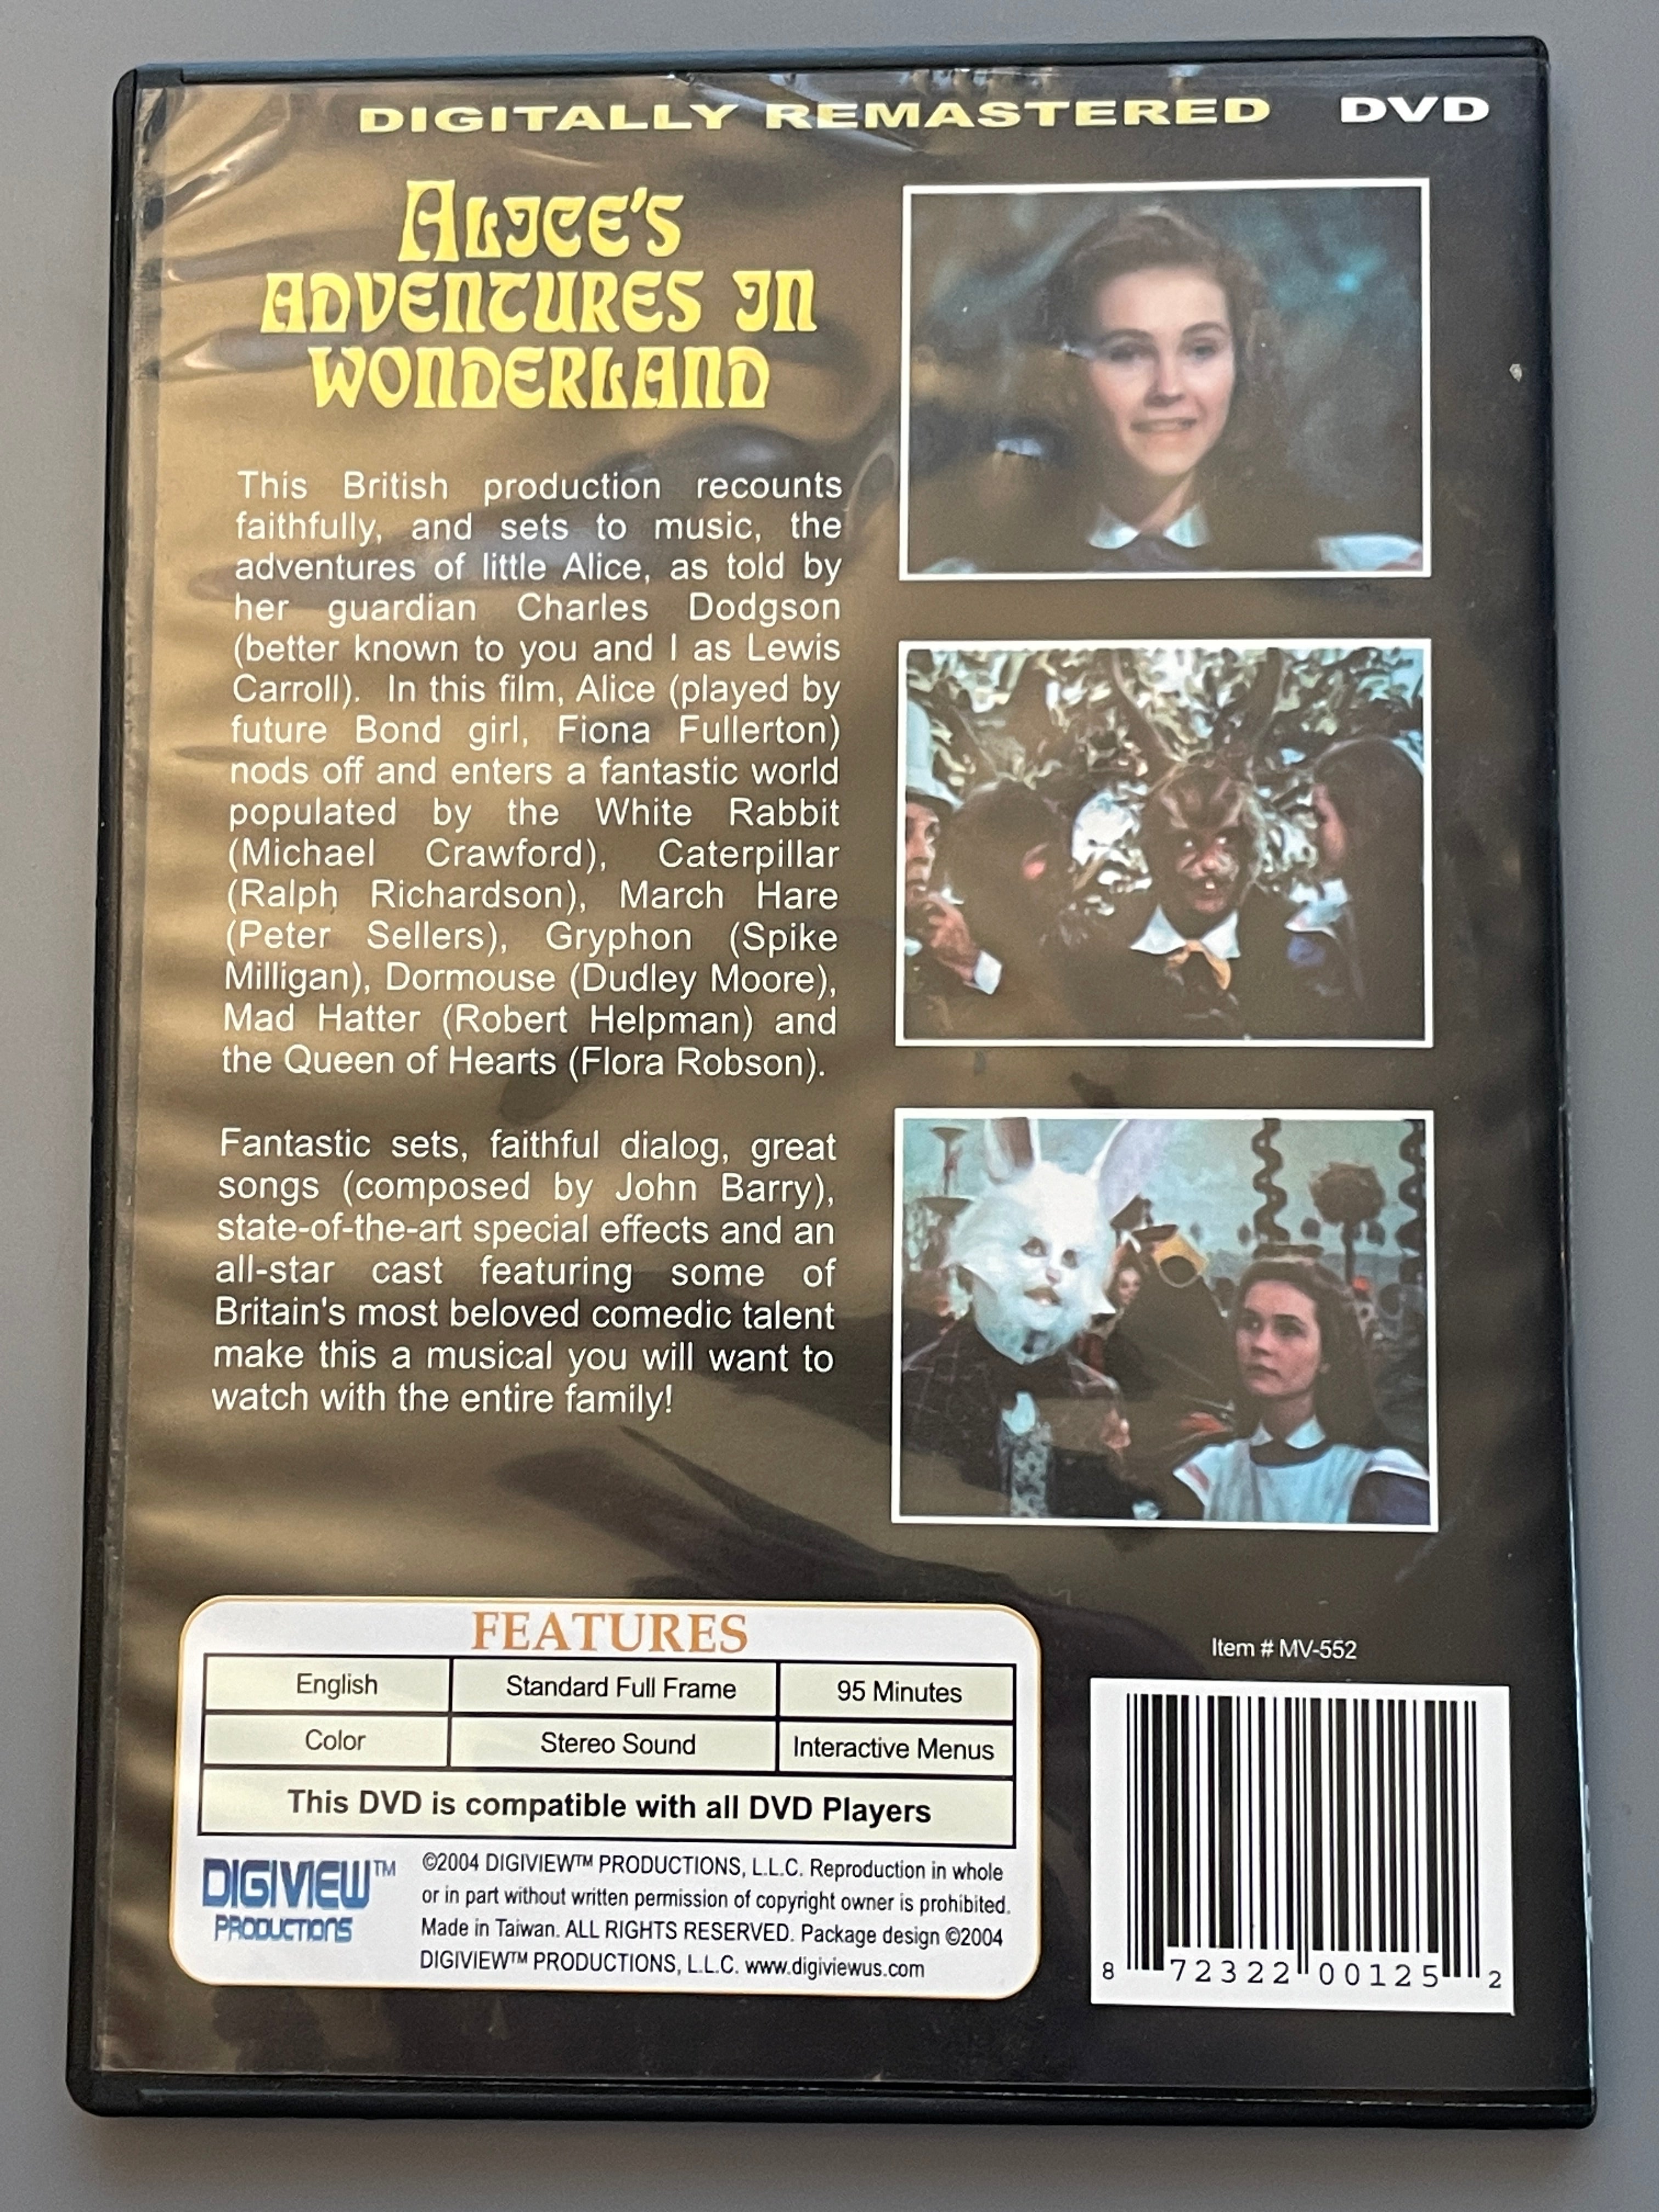 DIGITALLY REMASTERED DVD
ALICE'S
ADVENTURES IN
WONDERLAND
This British production recounts
faithfully, and sets to music, the
adventures of little Alice, as told by
her guardian Charles Dodgson
(better known to you and I as Lewis
Carroll). In this film, Alice (played by
future Bond girl, Fiona Fullerton)
nods off and enters a fantastic world
populated by the White Rabbit
(Michael Crawford), Caterpillar
(Ralph Richardson), March Hare
(Peter Sellers), Gryphon (Spike
Milligan), Dormouse (Dudley Moore),
Mad Hatter (Robert Helpman) and
the Queen of Hearts (Flora Robson).
Fantastic sets, faithful dialog, great
songs (composed by John Barry),
state-of-the-art special effects and an
all-star cast featuring some of
Britain's most beloved comedic talent
make this a musical you will want to
watch with the entire family!
FEATURES
English Standard Full Frame 95 Minutes
Color Stereo Sound Interactive Menus
This DVD is compatible with all DVD Players
DIGIVIEW™
PRODUCTIONS
©2004 DIGIVIEW™ PRODUCTIONS, L.L.C. Reproduction in whole
or in part without written permission of copyright owner is prohibited.
Made in Taiwan. ALL RIGHTS RESERVED. Package design ©2004
DIGIVIEW™ PRODUCTIONS, L.L.C. www.digiviewus.com
Item # MV-552
8 72322 00125 2